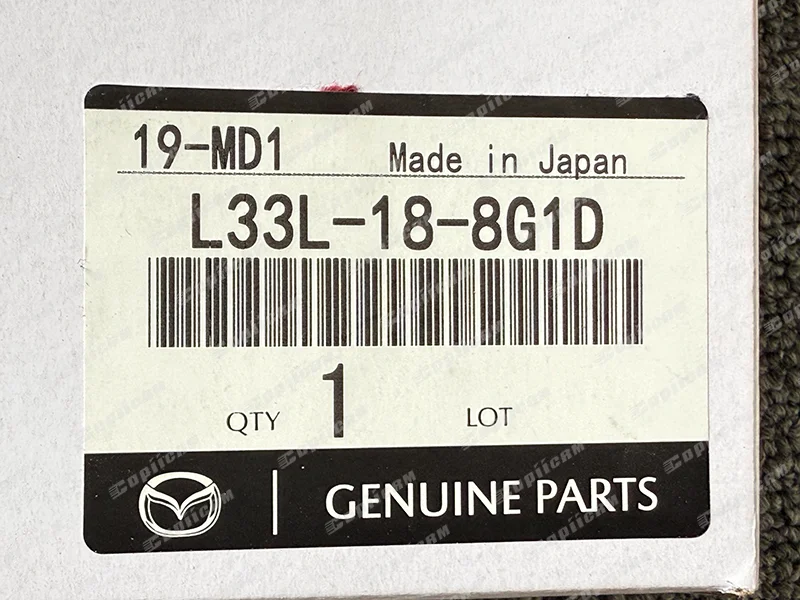 19-MD1 Made in Japan
L33L-18-8G1D
QTY 1 LOT
GENUINE PARTS